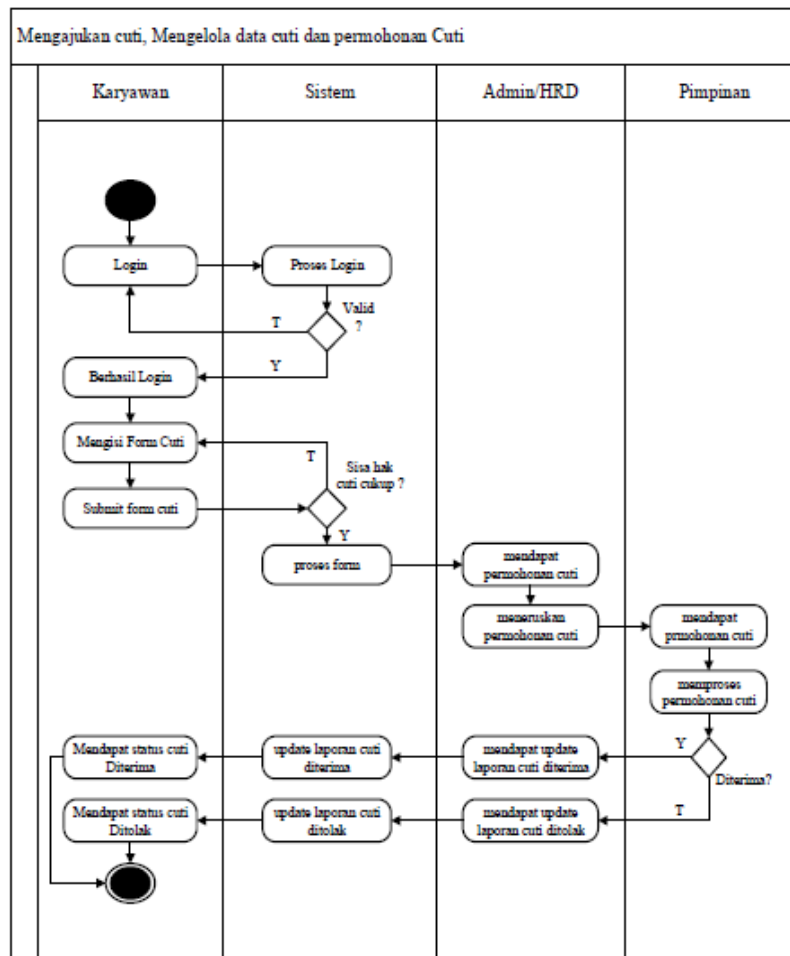 Mengajukan cuti, Mengelola data cuti dan permohonan Cuti
Karyawan
Sistem
Admin/HRD
Pimpinan
Login
Proses Login
Valid
?
T
Y
Berhasil Login
Mengisi Form Cuti
T
Sisa hak
cuti cukup ?
Submit form cuti
Y
proses form
mendapat
permohonan cuti
meneruskan
permohonan cuti
mendapat
prmohonan cuti
memproses
permohonan cuti
Mendapat status cuti
Diterima
update laporan cuti
diterima
mendapat update
laporan cuti diterima
Y
Diterima?
Mendapat status cuti
Ditolak
update laporan cuti
ditolak
mendapat update
laporan cuti ditolak
T